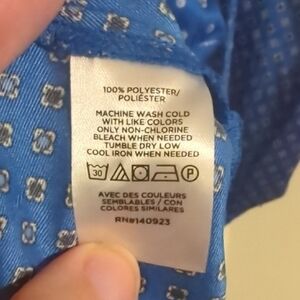 100% POLYESTER/
POLIÉSTER
MACHINE WASH COLD
WITH LIKE COLORS
ONLY NON-CHLORINE
BLEACH WHEN NEEDED
TUMBLE DRY LOW
COOL IRON WHEN NEEDED
30 P
AVEC DES COULEURS
SEMBLABLES / CON
COLORES SIMILARES
RN#140923